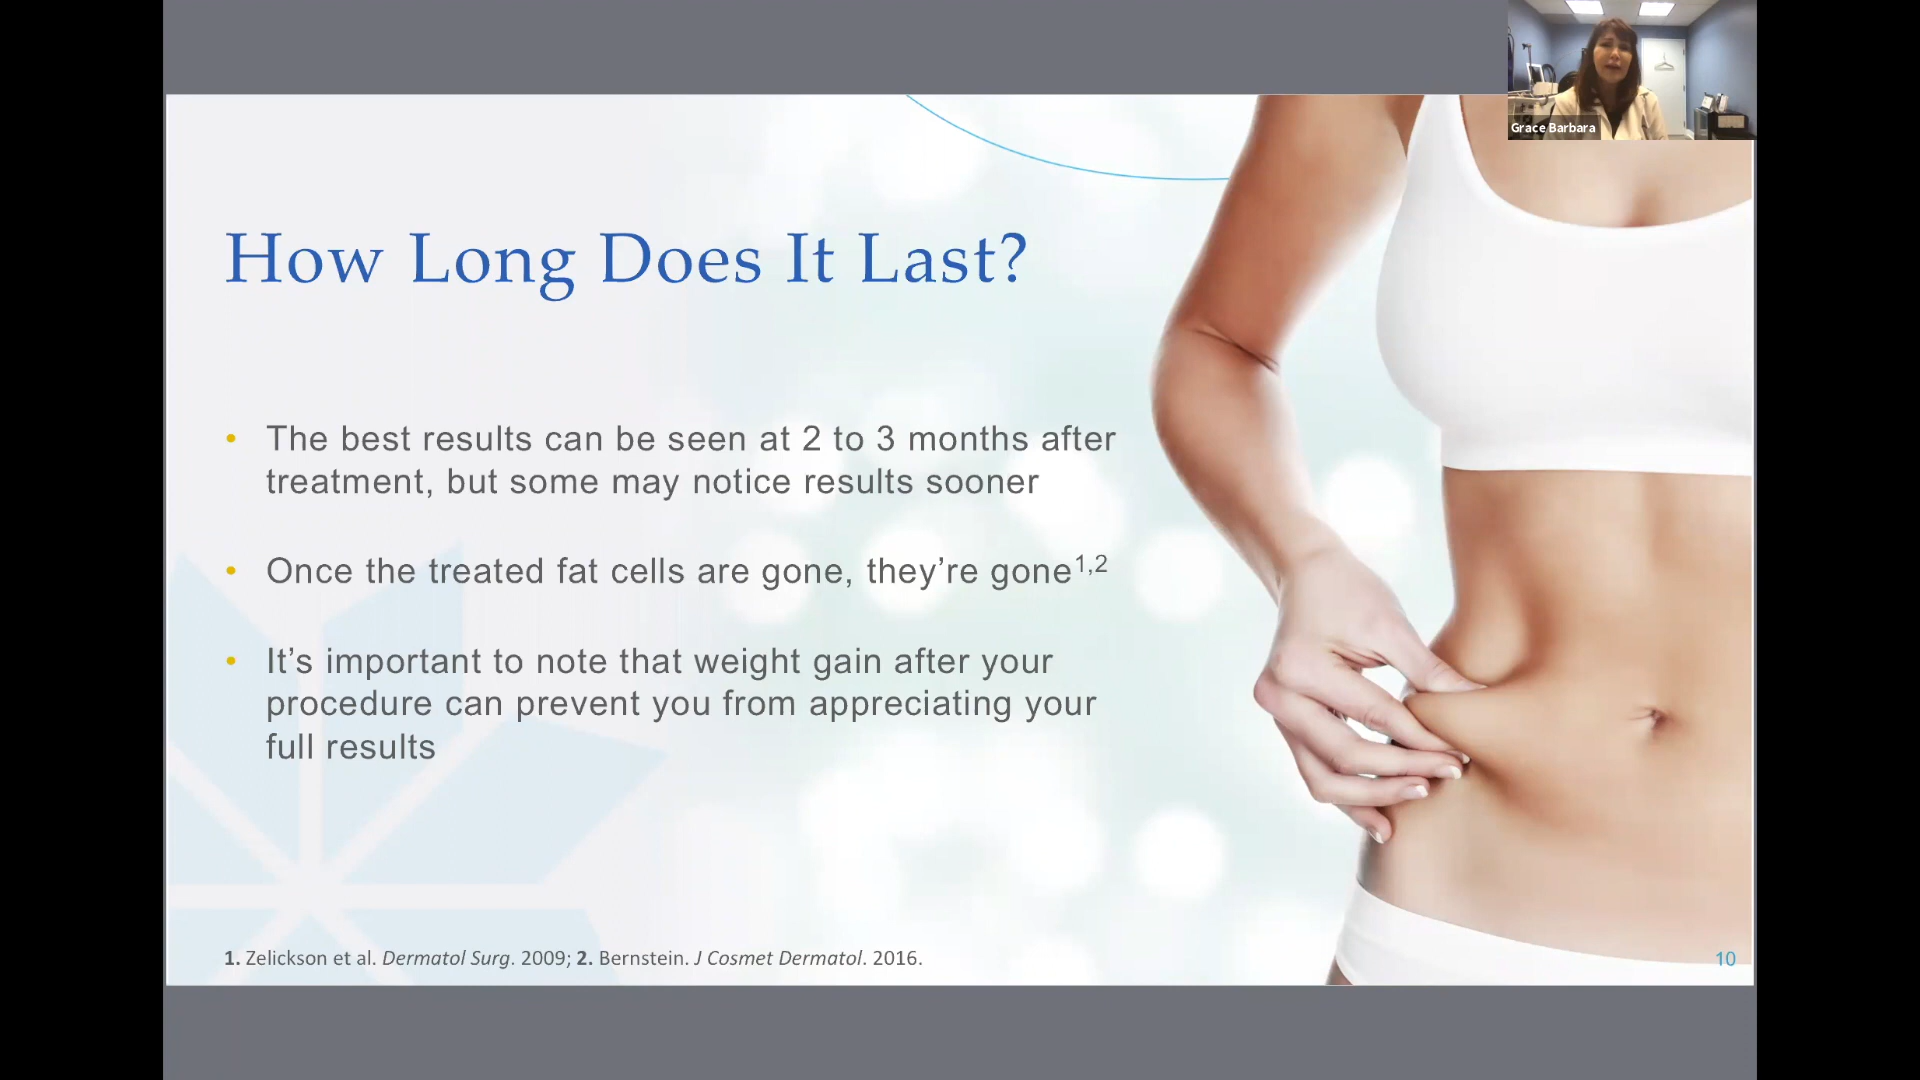 Grace Barbara
How Long Does It Last?
• The best results can be seen at 2 to 3 months after
treatment, but some may notice results sooner
• Once the treated fat cells are gone, they’re gone1,2
• It’s important to note that weight gain after your
procedure can prevent you from appreciating your
full results
1. Zelickson et al. Dermatol Surg. 2009; 2. Bernstein. J Cosmet Dermatol. 2016.
10